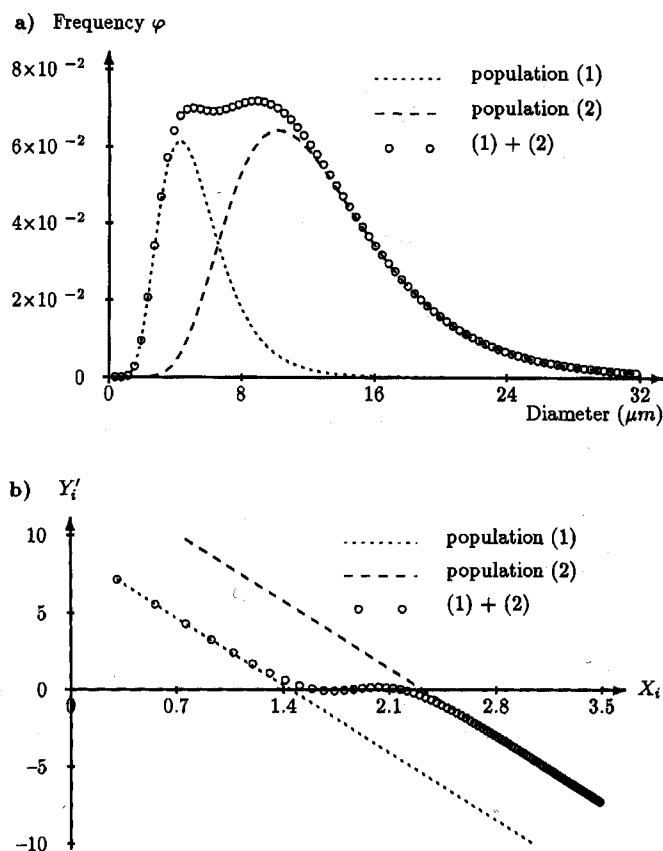 a) Frequency φ
8×10 ⁻²
6×10 ⁻²
4×10 ⁻²
2×10 ⁻²
0
population (1)
population (2)
(1) + (2)
0 8 16 24 32
Diameter (μm)
b) Y′ᵢ
10
5
0
−5
−10
population (1)
population (2)
(1) + (2)
0 0.7 1.4 2.1 2.8 3.5 Xᵢ